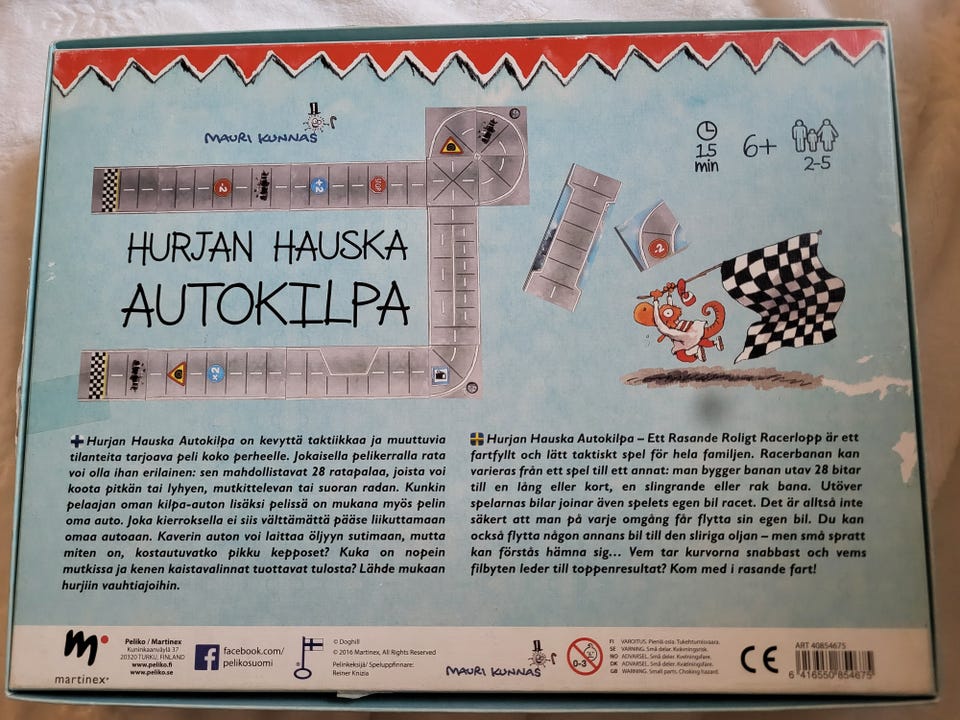 MAURI KUNNAS
15
min
6+
2-5
-2
+2
STOP
-2
HURJAN HAUSKA
AUTOKILPA
x2
Hurjan Hauska Autokilpa on kevyttä taktiikkaa ja muuttuvia
tilanteita tarjoava peli koko perheelle. Jokaisella pelikerralla rata
voi olla ihan erilainen: sen mahdollistavat 28 ratapalaa, joista voi
koota pitkän tai lyhyen, mutkittelevan tai suoran radan. Kunkin
pelaajan oman kilpa-auton lisäksi pelissä on mukana myös pelin
oma auto. Joka kierroksella ei siis välttämättä pääse liikuttamaan
omaa autoaan. Kaverin auton voi laittaa öljyyn sutimaan, mutta
miten on, kostautuvatko pikku kepposet? Kuka on nopein
mutkissa ja kenen kaistavalinnat tuottavat tulosta? Lähde mukaan
hurjiin vauhtiajoihin.
Hurjan Hauska Autokilpa – Ett Rasande Roligt Racerlopp är ett
fartfyllt och lätt taktiskt spel för hela familjen. Racerbanan kan
varieras från ett spel till ett annat: man bygger banan utav 28 bitar
till en lång eller kort, en slingrande eller rak bana. Utöver
spelarnas bilar joinar även spelets egen bil racet. Det är alltså inte
säkert att man på varje omgång får flytta sin egen bil. Du kan
också flytta någon annans bil till den sliriga oljan – men små spratt
kan förstås hämna sig... Vem tar kurvorna snabbast och vems
filbyten leder till toppenresultat? Kom med i rasande fart!
m
martinex
Peliko / Martinex
Kuninkaanväylä 37
20320 TURKU, FINLAND
www.peliko.fi
www.peliko.se
f
facebook.com/
pelikosuomi
© Doghill
© 2016 Martinex, All Rights Reserved
Pelinkeksijä/ Speluppfinnare:
Reiner Knizia
MAURI KUNNAS
0-3
FI VAROITUS. Pieniä osia. Tukehtumisvaara.
SE VARNING. Små delar. Kvävningsrisk.
NO ADVARSEL. Små deler. Kvelningsfare.
DK ADVARSEL. Små dele. Kvælningsfare.
GB WARNING. Small parts. Choking hazard.
CE
ART 40854675
6 416550 854675